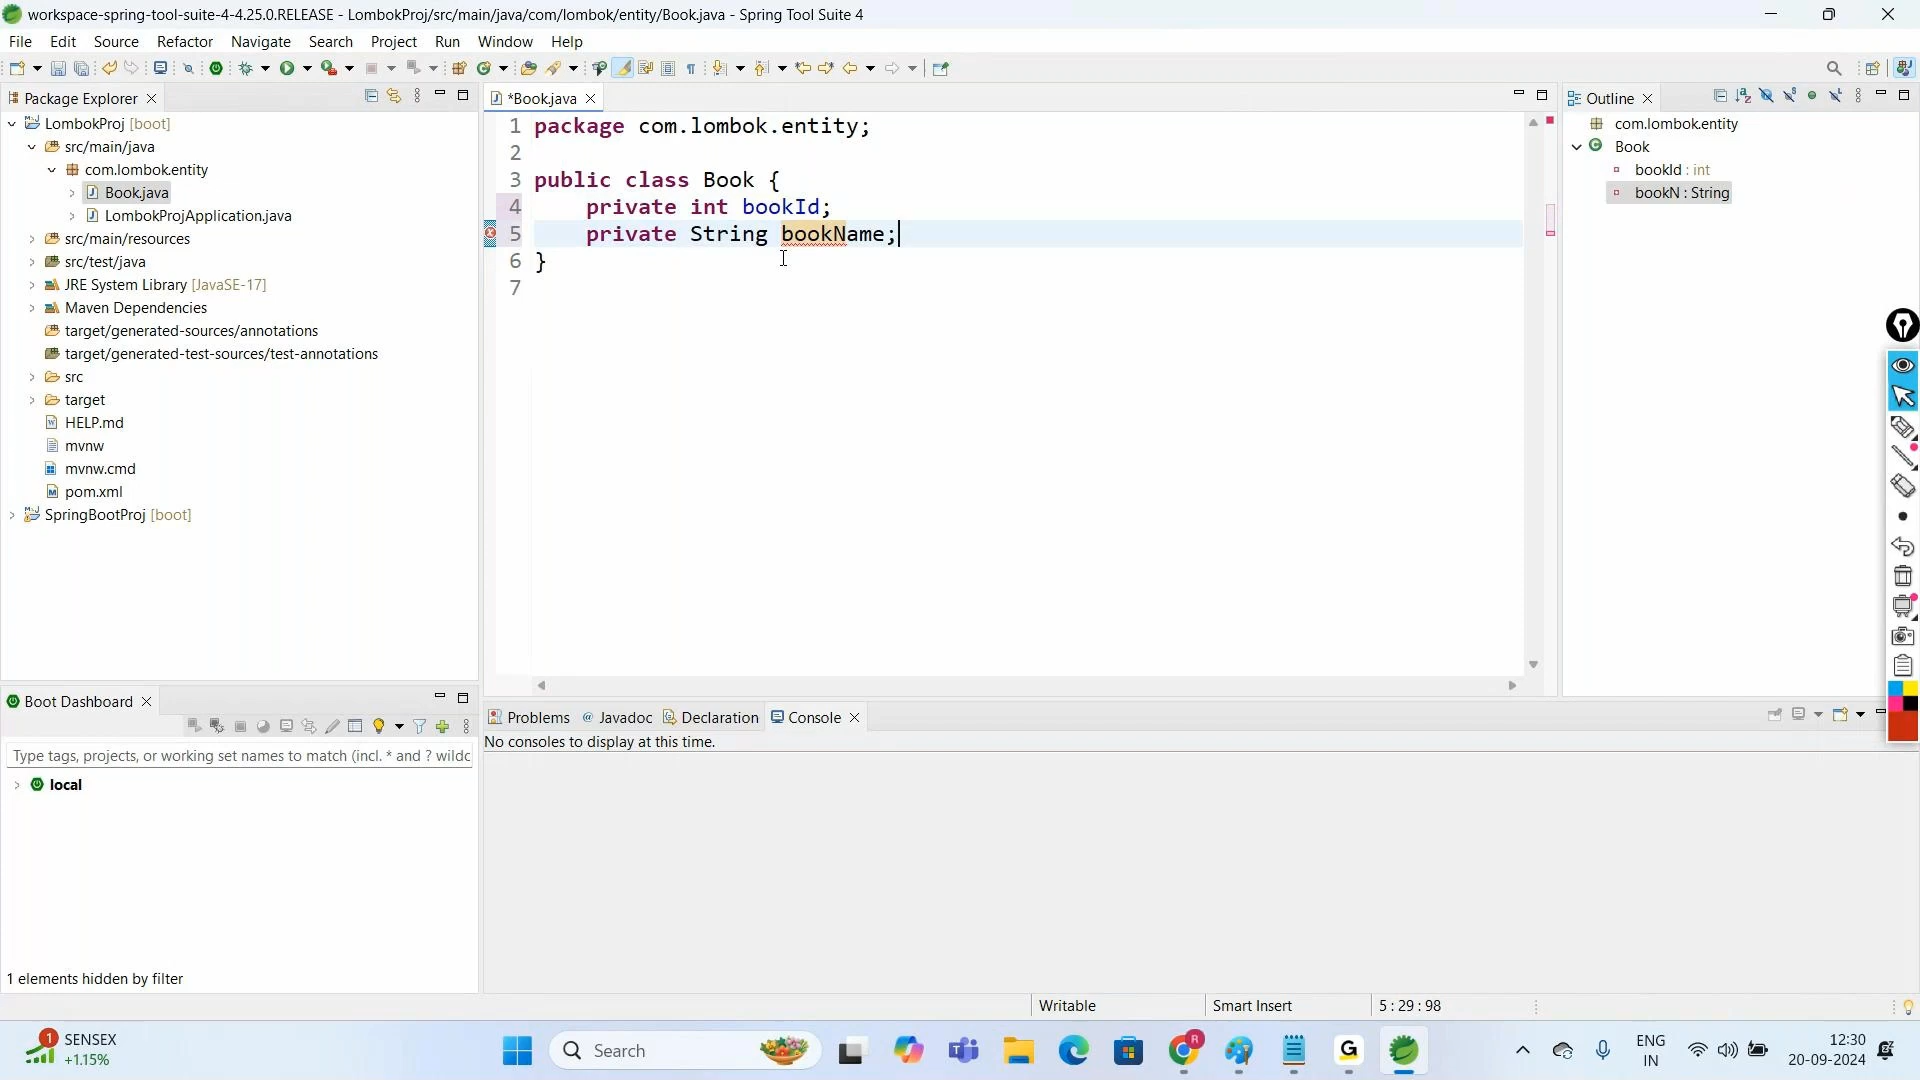 workspace-spring-tool-suite-4-4.25.0.RELEASE - LombokProj/src/main/java/com/lombok/entity/Book.java - Spring Tool Suite 4
File Edit Source Refactor Navigate Search Project Run Window Help
Package Explorer
LombokProj [boot]
src/main/java
com.lombok.entity
Book.java
LombokProjApplication.java
src/main/resources
src/test/java
JRE System Library [JavaSE-17]
Maven Dependencies
target/generated-sources/annotations
target/generated-test-sources/test-annotations
src
target
HELP.md
mvnw
mvnw.cmd
pom.xml
SpringBootProj [boot]
*Book.java
1 package com.lombok.entity;
2
3 public class Book {
4 private int bookId;
5 private String bookName;
6 }
7
Outline
com.lombok.entity
Book
bookId : int
bookN : String
Boot Dashboard
Type tags, projects, or working set names to match (incl. * and ? wildc
local
1 elements hidden by filter
Problems Javadoc Declaration Console
No consoles to display at this time.
Writable Smart Insert 5 : 29 : 98
1 SENSEX
+1.15%
Search
ENG
IN
12:30
20-09-2024